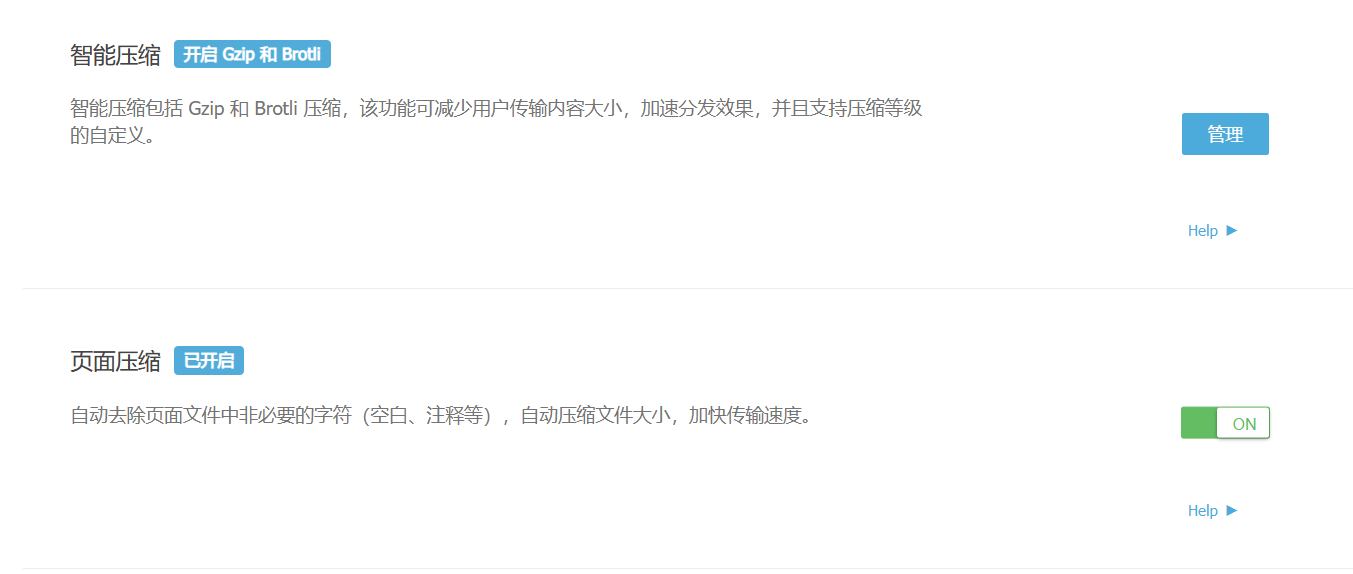 智能压缩 开启 Gzip 和 Brotli
智能压缩包括 Gzip 和 Brotli 压缩，该功能可减少用户传输内容大小，加速分发效果，并且支持压缩等级
的自定义。
管理
Help ▶
页面压缩 已开启
自动去除页面文件中非必要的字符（空白、注释等），自动压缩文件大小，加快传输速度。
ON
Help ▶